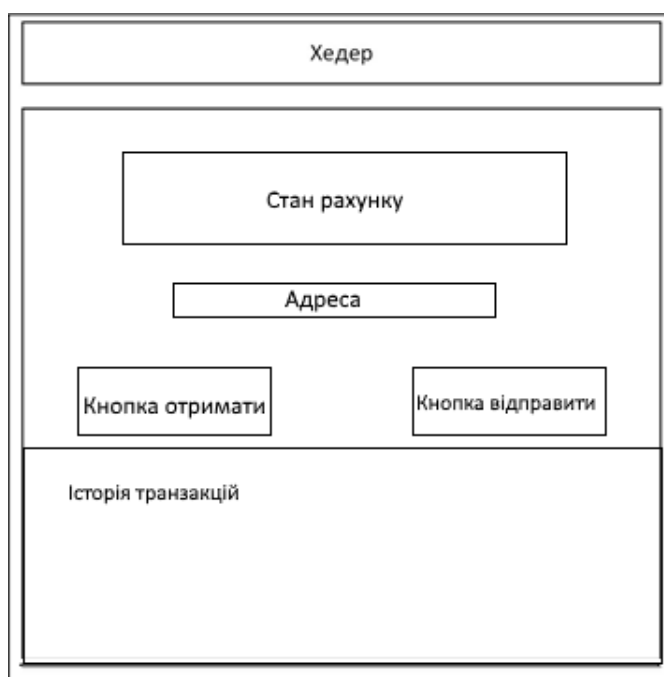 Хедер
Стан рахунку
Адреса
Кнопка отримати
Кнопка відправити
Історія транзакцій